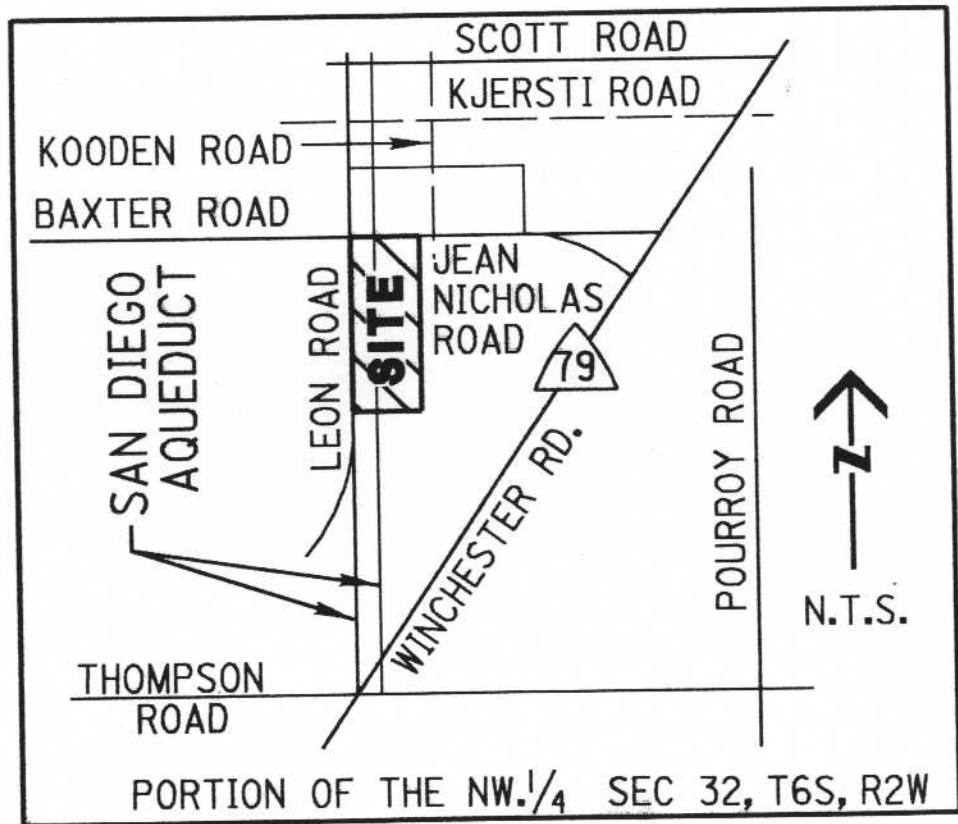 SCOTT ROAD
KJERSTI ROAD
KOODEN ROAD
BAXTER ROAD
SAN DIEGO
AQUEDUCT
LEON ROAD
SITE
JEAN
NICHOLAS
ROAD
79
WINCHESTER RD.
POURROY ROAD
N
N.T.S.
THOMPSON
ROAD
PORTION OF THE NW.1/4 SEC 32, T6S, R2W